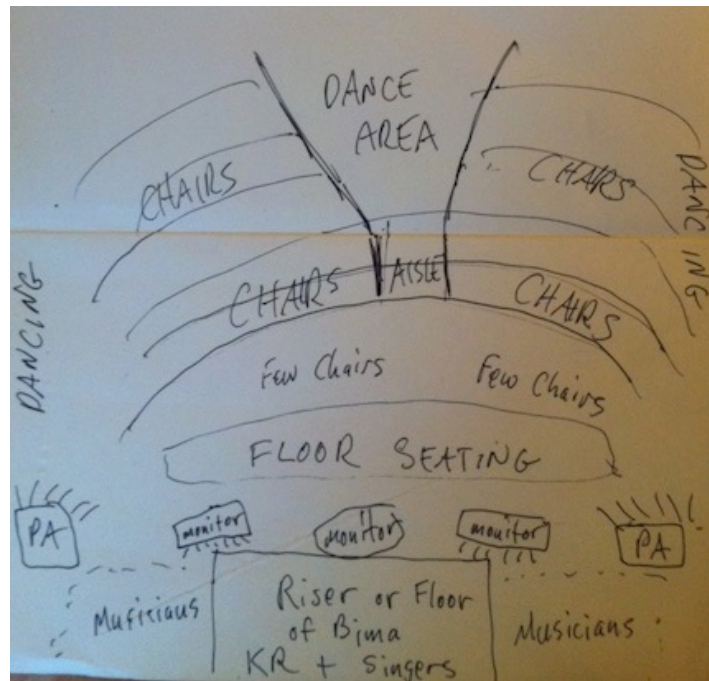 DANCE
AREA
CHAIRS
CHAIRS
DANCING
DANCING
CHAIRS
AISLE
CHAIRS
Few Chairs
Few Chairs
FLOOR SEATING
PA
monitor
monitor
monitor
PA
Musicians
Riser or Floor
of Bima
KR + Singers
Musicians